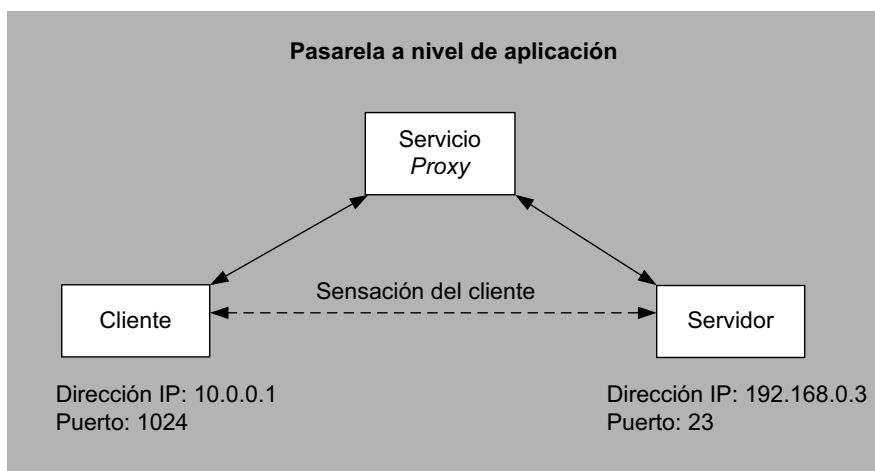 Pasarela a nivel de aplicación
Servicio
Proxy
Sensación del cliente
Cliente
Servidor
Dirección IP: 10.0.0.1
Puerto: 1024
Dirección IP: 192.168.0.3
Puerto: 23